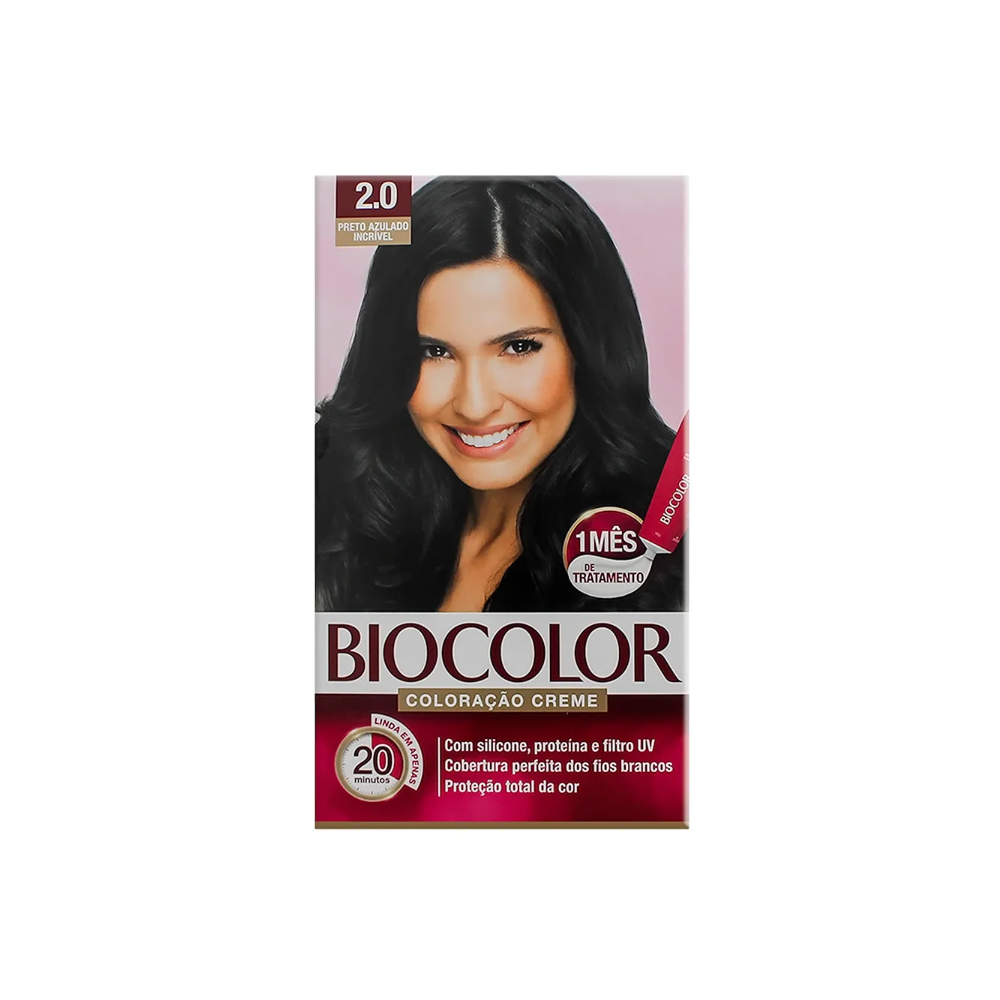 2.0
PRETO AZULADO
INCRÍVEL
BIOCOLOR
1 MÊS
DE
TRATAMENTO
BIOCOLOR
COLORAÇÃO CREME
LINDA EM APENAS
20
minutos
Com silicone, proteína e filtro UV
Cobertura perfeita dos fios brancos
Proteção total da cor